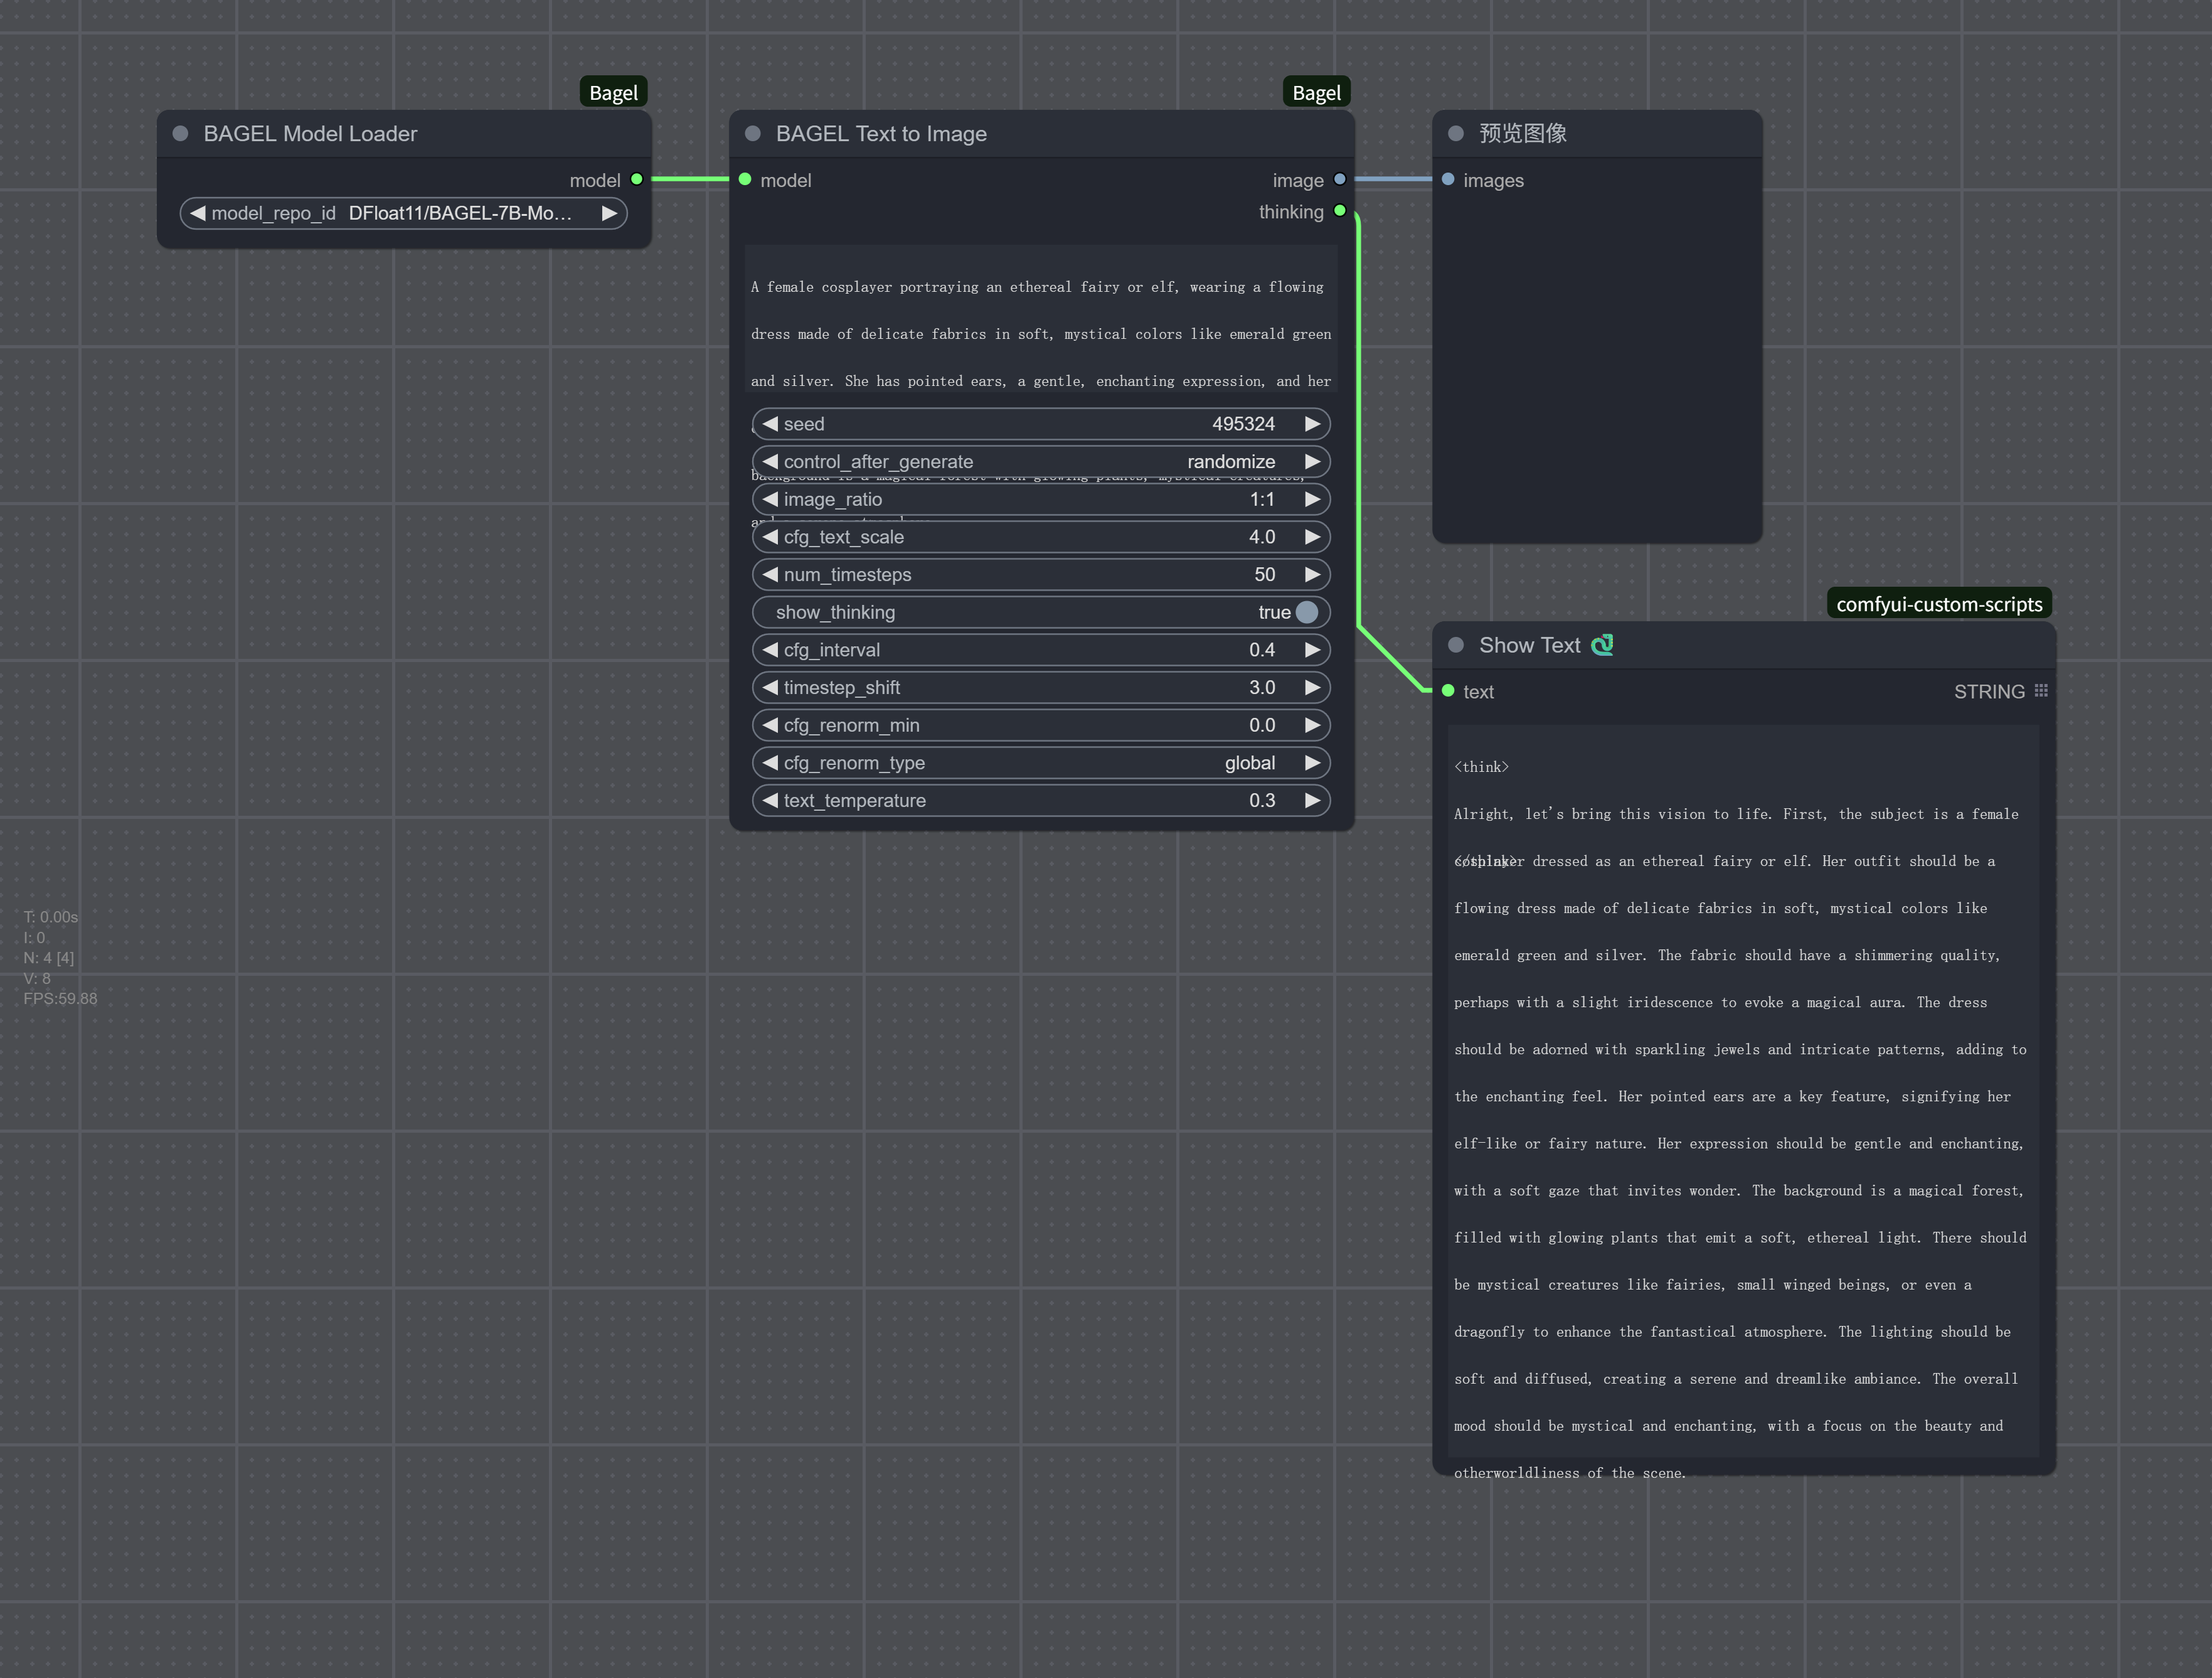 Bagel
BAGEL Model Loader
model
model_repo_id DFloat11/BAGEL-7B-Mo...
Bagel
BAGEL Text to Image
model
image
thinking
A female cosplayer portraying an ethereal fairy or elf, wearing a flowing
dress made of delicate fabrics in soft, mystical colors like emerald green
and silver. She has pointed ears, a gentle, enchanting expression, and her
seed 495324
control_after_generate randomize
background is a magical forest with glowing plants, mystical creatures,
image_ratio 1:1
cfg_text_scale 4.0
num_timesteps 50
show_thinking true
cfg_interval 0.4
timestep_shift 3.0
cfg_renorm_min 0.0
cfg_renorm_type global
text_temperature 0.3
预览图像
images
comfyui-custom-scripts
Show Text
text
STRING
<think>
Alright, let's bring this vision to life. First, the subject is a female
cosplayer dressed as an ethereal fairy or elf. Her outfit should be a
</think>
flowing dress made of delicate fabrics in soft, mystical colors like
emerald green and silver. The fabric should have a shimmering quality,
perhaps with a slight iridescence to evoke a magical aura. The dress
should be adorned with sparkling jewels and intricate patterns, adding to
the enchanting feel. Her pointed ears are a key feature, signifying her
elf-like or fairy nature. Her expression should be gentle and enchanting,
with a soft gaze that invites wonder. The background is a magical forest,
filled with glowing plants that emit a soft, ethereal light. There should
be mystical creatures like fairies, small winged beings, or even a
dragonfly to enhance the fantastical atmosphere. The lighting should be
soft and diffused, creating a serene and dreamlike ambiance. The overall
mood should be mystical and enchanting, with a focus on the beauty and
otherworldliness of the scene.
T: 0.00s
I: 0
N: 4 [4]
V: 8
FPS:59.88